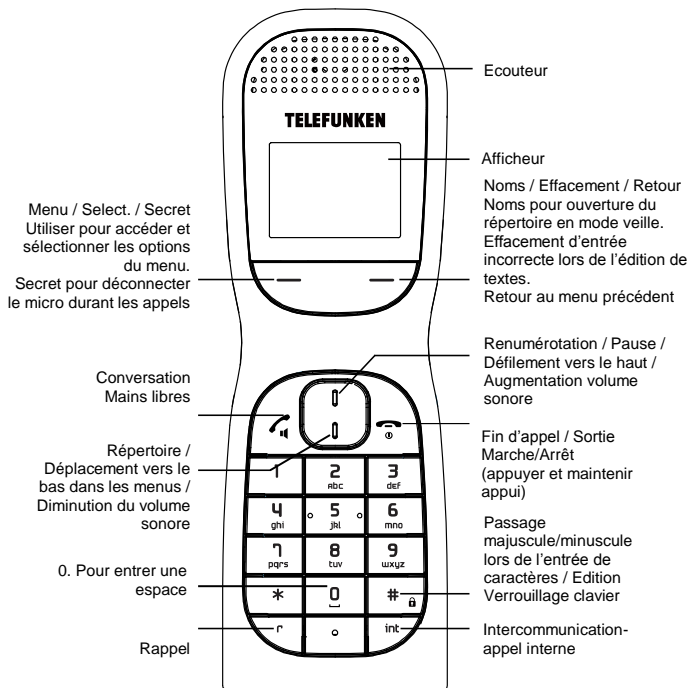 Ecouteur
TELEFUNKEN
Afficheur
Noms / Effacement / Retour
Noms pour ouverture du
répertoire en mode veille.
Effacement d'entrée
incorrecte lors de l'édition de
textes.
Retour au menu précédent
Menu / Select. / Secret
Utiliser pour accéder et
sélectionner les options
du menu.
Secret pour déconnecter
le micro durant les appels
Renumérotation / Pause /
Défilement vers le haut /
Augmentation volume
sonore
Conversation
Mains libres
Fin d'appel / Sortie
Marche/Arrêt
(appuyer et maintenir
appui)
Répertoire /
Déplacement vers le
bas dans les menus /
Diminution du volume
sonore
1 2 3
ABC DEF
4 5 6
ghi jkl mno
7 8 9
pqrs tuv wxyz
* 0 #
r int
Passage
majuscule/minuscule
lors de l'entrée de
caractères / Edition
Verrouillage clavier
0. Pour entrer une
espace
Rappel
Intercommunication-
appel interne